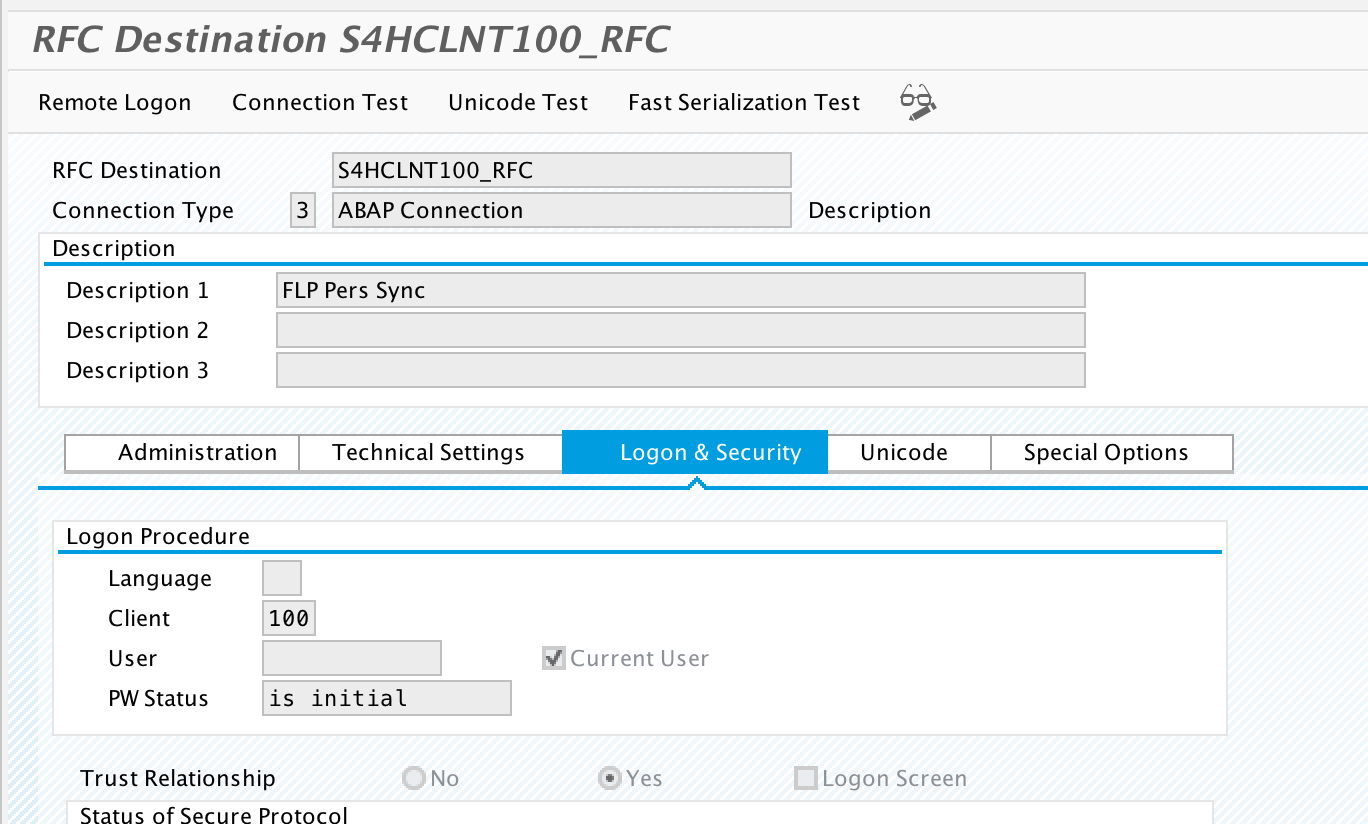 RFC Destination S4HCLNT100_RFC
Remote Logon Connection Test Unicode Test Fast Serialization Test
RFC Destination S4HCLNT100_RFC
Connection Type 3 ABAP Connection Description
Description
Description 1 FLP Pers Sync
Description 2
Description 3
Administration Technical Settings Logon & Security Unicode Special Options
Logon Procedure
Language
Client 100
User Current User
PW Status is initial
Trust Relationship No Yes Logon Screen
Status of Secure Protocol